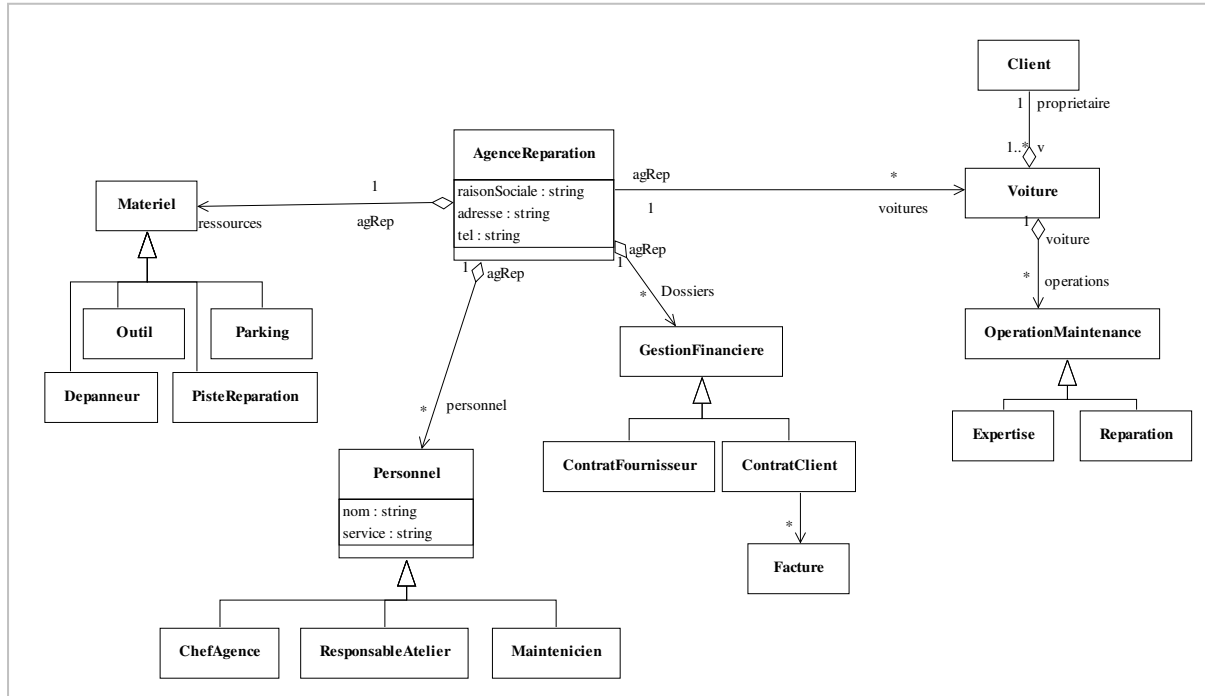 Client
1 proprietaire
1..* v
AgenceReparation
raisonSociale : string
adresse : string
tel : string
agRep
*
1
voitures
Voiture
1
voiture
*
operations
Materiel
1
ressources
agRep
1
agRep
agRep
1
*
Dossiers
Outil
Parking
Depanneur
PisteReparation
GestionFinanciere
OperationMaintenance
*
personnel
Expertise
Reparation
ContratFournisseur
ContratClient
Personnel
nom : string
service : string
*
Facture
ChefAgence
ResponsableAtelier
Maintenicien